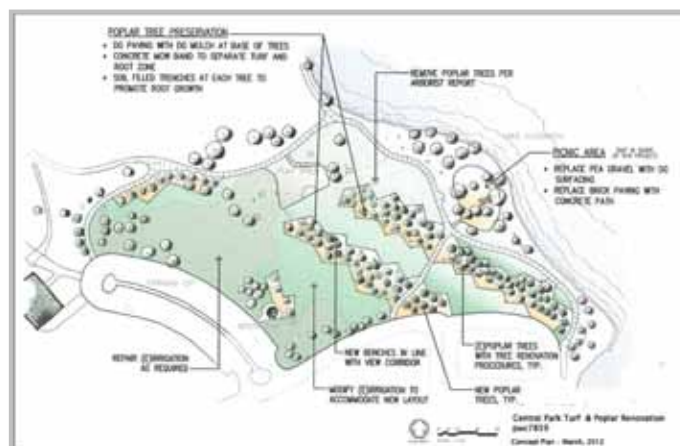 POPLAR TREE PRESERVATION
• DG PAVING WITH DG MULCH AT BASE OF TREES
• CONCRETE MOW BAND TO SEPARATE TURF AND
ROOT ZONE
• SOIL FILLED TRENCHES AT EACH TREE TO
PROMOTE ROOT GROWTH
REMOVE POPLAR TREES PER
ARBORIST REPORT
PICNIC AREA
• REPLACE PEA GRAVEL WITH DG
SURFACING
• REPLACE BRICK PAVING WITH
CONCRETE PATH
REPAIR (E)IRRIGATION
AS REQUIRED
NEW BENCHES IN LINE
WITH VIEW CORRIDOR
(E)POPLAR TREES
WITH TREE RENOVATION
PROCEDURES, TYP.
MODIFY (E)IRRIGATION TO
ACCOMMODATE NEW LAYOUT
NEW POPLAR
TREES, TYP.
Central Park Turf & Poplar Renovation
pwc7839
Concept Plan - March, 2012